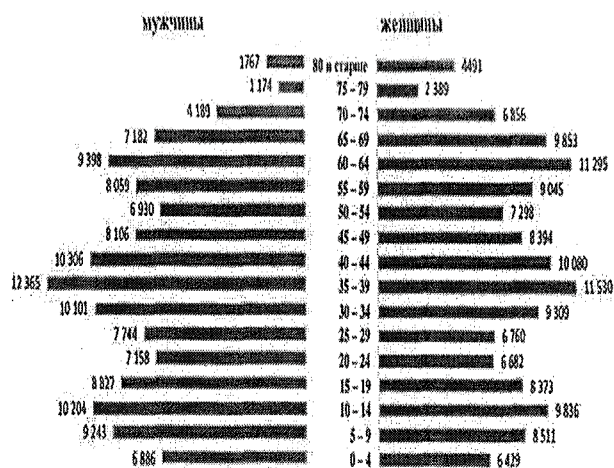 мужчины женщины
1767 80 и старше 4491
1 174 75 – 79 2 389
4 189 70 – 74 6 856
7 182 65 – 69 9 853
9 398 60 – 64 11 295
8 059 55 – 59 9 045
6 930 50 – 54 7 298
8 106 45 – 49 8 394
10 306 40 – 44 10 080
12 365 35 – 39 11 530
10 101 30 – 34 9 309
7 744 25 – 29 6 760
7 158 20 – 24 6 682
8 827 15 – 19 8 373
10 204 10 – 14 9 836
9 243 5 – 9 8 511
6 886 0 – 4 6 429